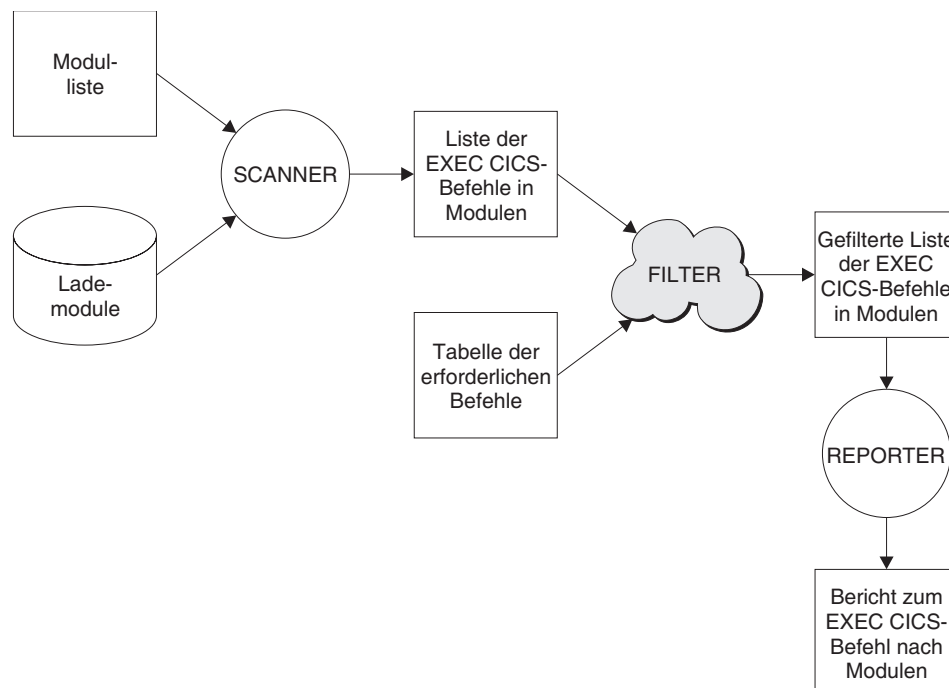 Modul-
liste
Lade-
module
SCANNER
Liste der
EXEC CICS-
Befehle in
Modulen
Tabelle der
erforderlichen
Befehle
FILTER
Gefilterte Liste
der EXEC
CICS-Befehle
in Modulen
REPORTER
Bericht zum
EXEC CICS-
Befehl nach
Modulen